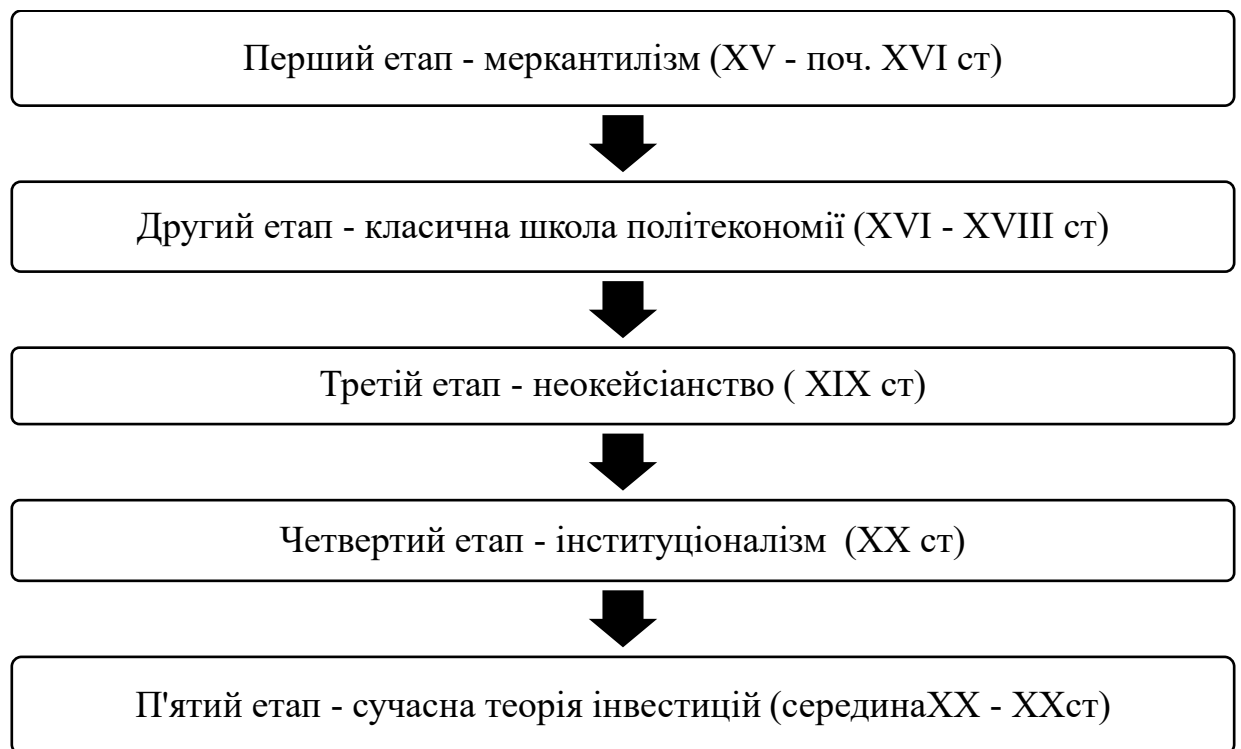 Перший етап - меркантилізм (XV - поч. XVI ст)
Другий етап - класична школа політекономії (XVI - XVIII ст)
Третій етап - неокейсіанство ( XIX ст)
Четвертий етап - інституціоналізм  (XX ст)
П'ятий етап - сучасна теорія інвестицій (серединаXX - XXст)